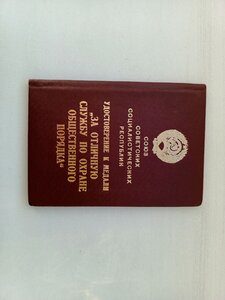 СОЮЗ
СОВЕТСКИХ
СОЦИАЛИСТИЧЕСКИХ
РЕСПУБЛИК
УДОСТОВЕРЕНИЕ К МЕДАЛИ
„ЗА ОТЛИЧНУЮ
СЛУЖБУ ПО ОХРАНЕ
ОБЩЕСТВЕННОГО
ПОРЯДКА“